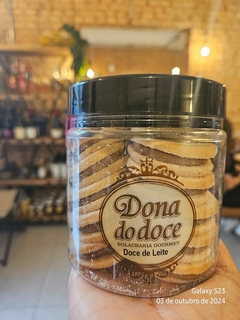 Dona
do doce
BOLACHARIA GOURMET
Doce de Leite
Galaxy S23
03 de outubro de 2024